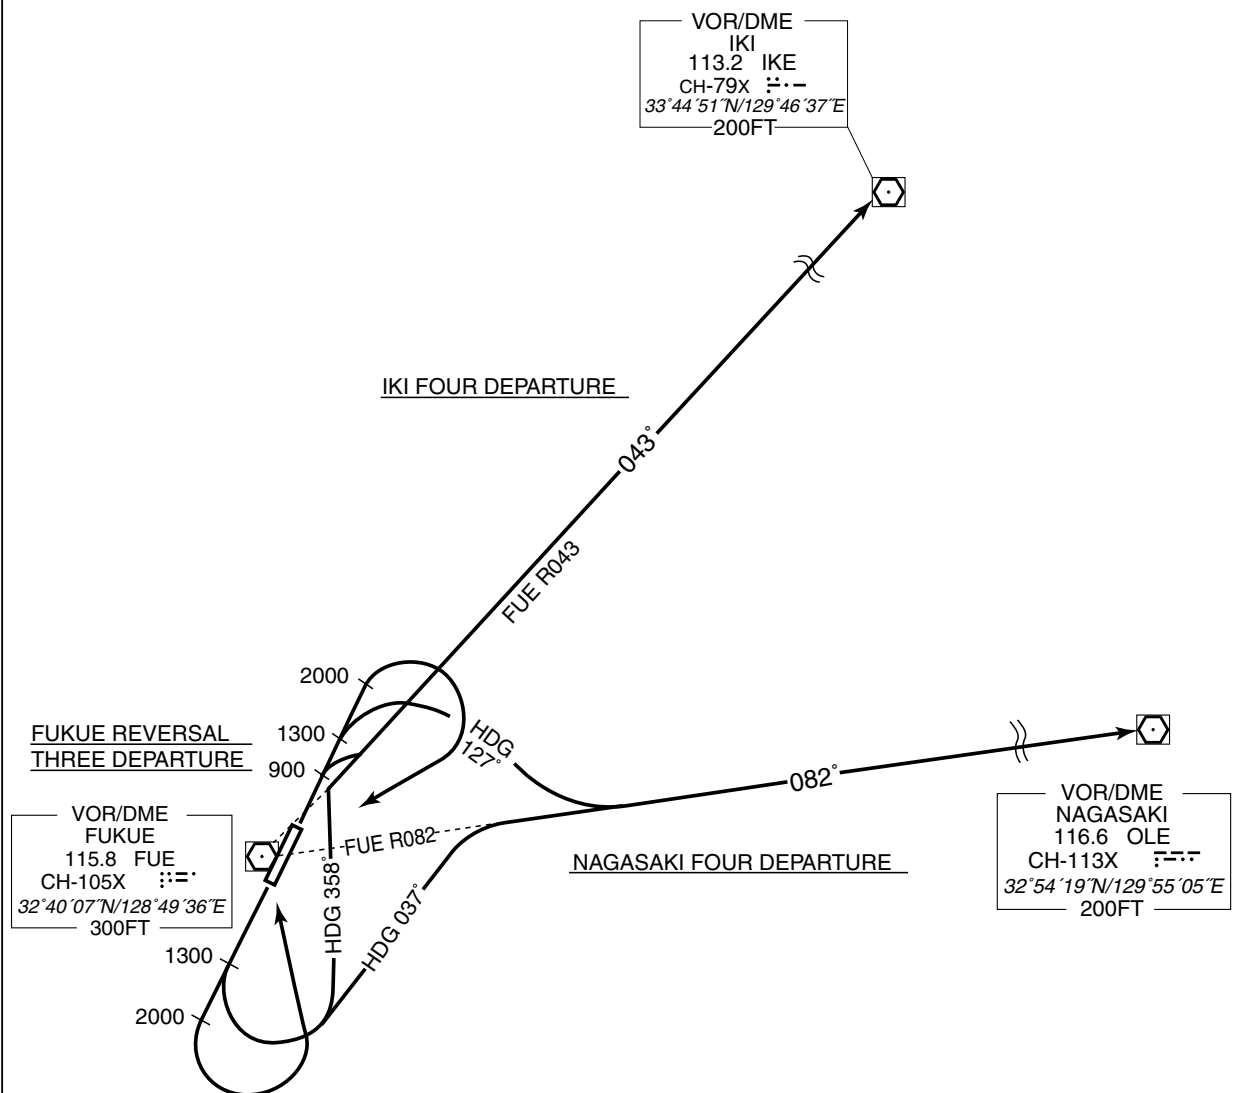 VOR/DME
IKI
113.2 IKE
CH-79X
33°44´51˝N/129°46´37˝E
200FT
IKI FOUR DEPARTURE
043°
FUE R043
2000
1300
900
FUKUE REVERSAL
THREE DEPARTURE
HDG
127°
082°
VOR/DME
FUKUE
115.8 FUE
CH-105X
32°40´07˝N/128°49´36˝E
300FT
FUE R082
NAGASAKI FOUR DEPARTURE
VOR/DME
NAGASAKI
116.6 OLE
CH-113X
32°54´19˝N/129°55´05˝E
200FT
HDG 358°
HDG 037°
1300
2000